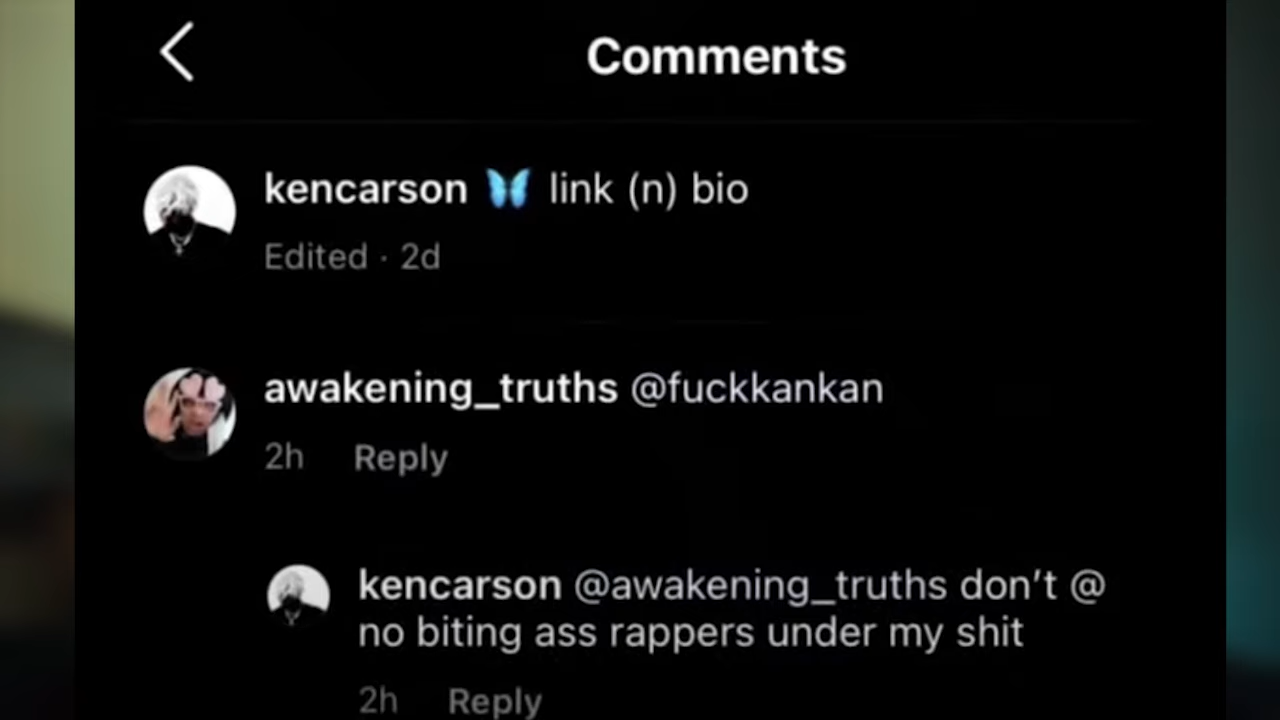 Comments
kencarson 🦋 link (n) bio
Edited · 2d
awakening_truths @fuckkankan
2h Reply
kencarson @awakening_truths don’t @
no biting ass rappers under my shit
2h Reply